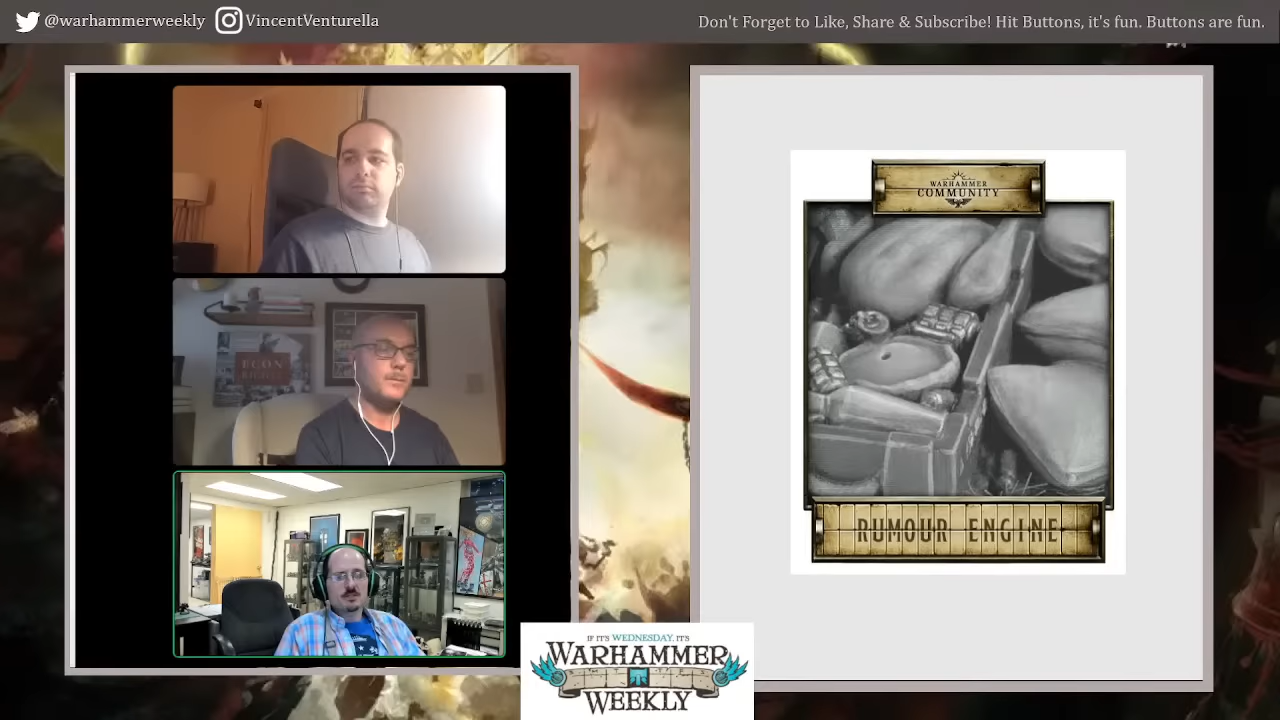 @warhammerweekly VincentVenturella
Don't Forget to Like, Share & Subscribe! Hit Buttons, it's fun. Buttons are fun.
WARHAMMER
COMMUNITY
RUMOUR ENGINE
IF IT'S WEDNESDAY, IT'S
WARHAMMER
WEEKLY